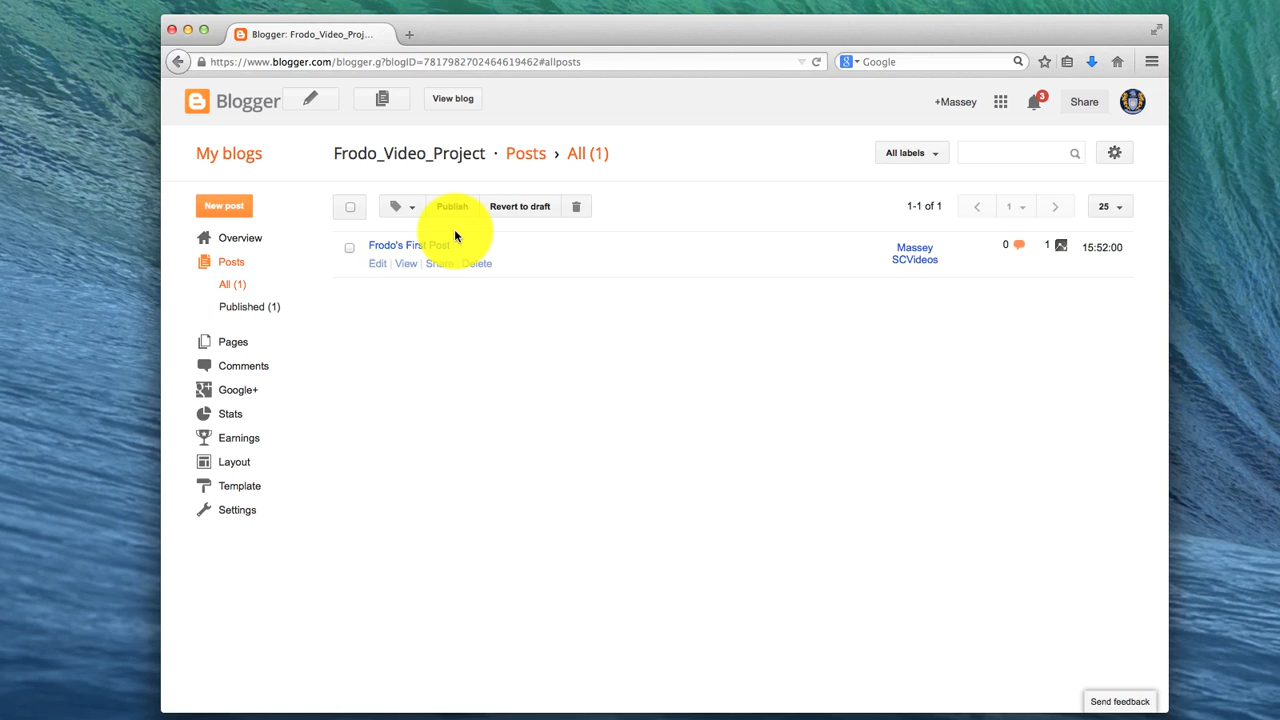 Blogger: Frodo_Video_Proj...
https://www.blogger.com/blogger.g?blogID=7817982702464619462#allposts
Google
Blogger
View blog
+Massey
3
Share
My blogs
Frodo_Video_Project · Posts › All (1)
All labels
New post
Publish
Revert to draft
1-1 of 1
1
25
Overview
Posts
All (1)
Published (1)
Pages
Comments
Google+
Stats
Earnings
Layout
Template
Settings
Frodo's First Post
Edit | View | Share | Delete
Massey
SCVideos
0
1
15:52:00
Send feedback